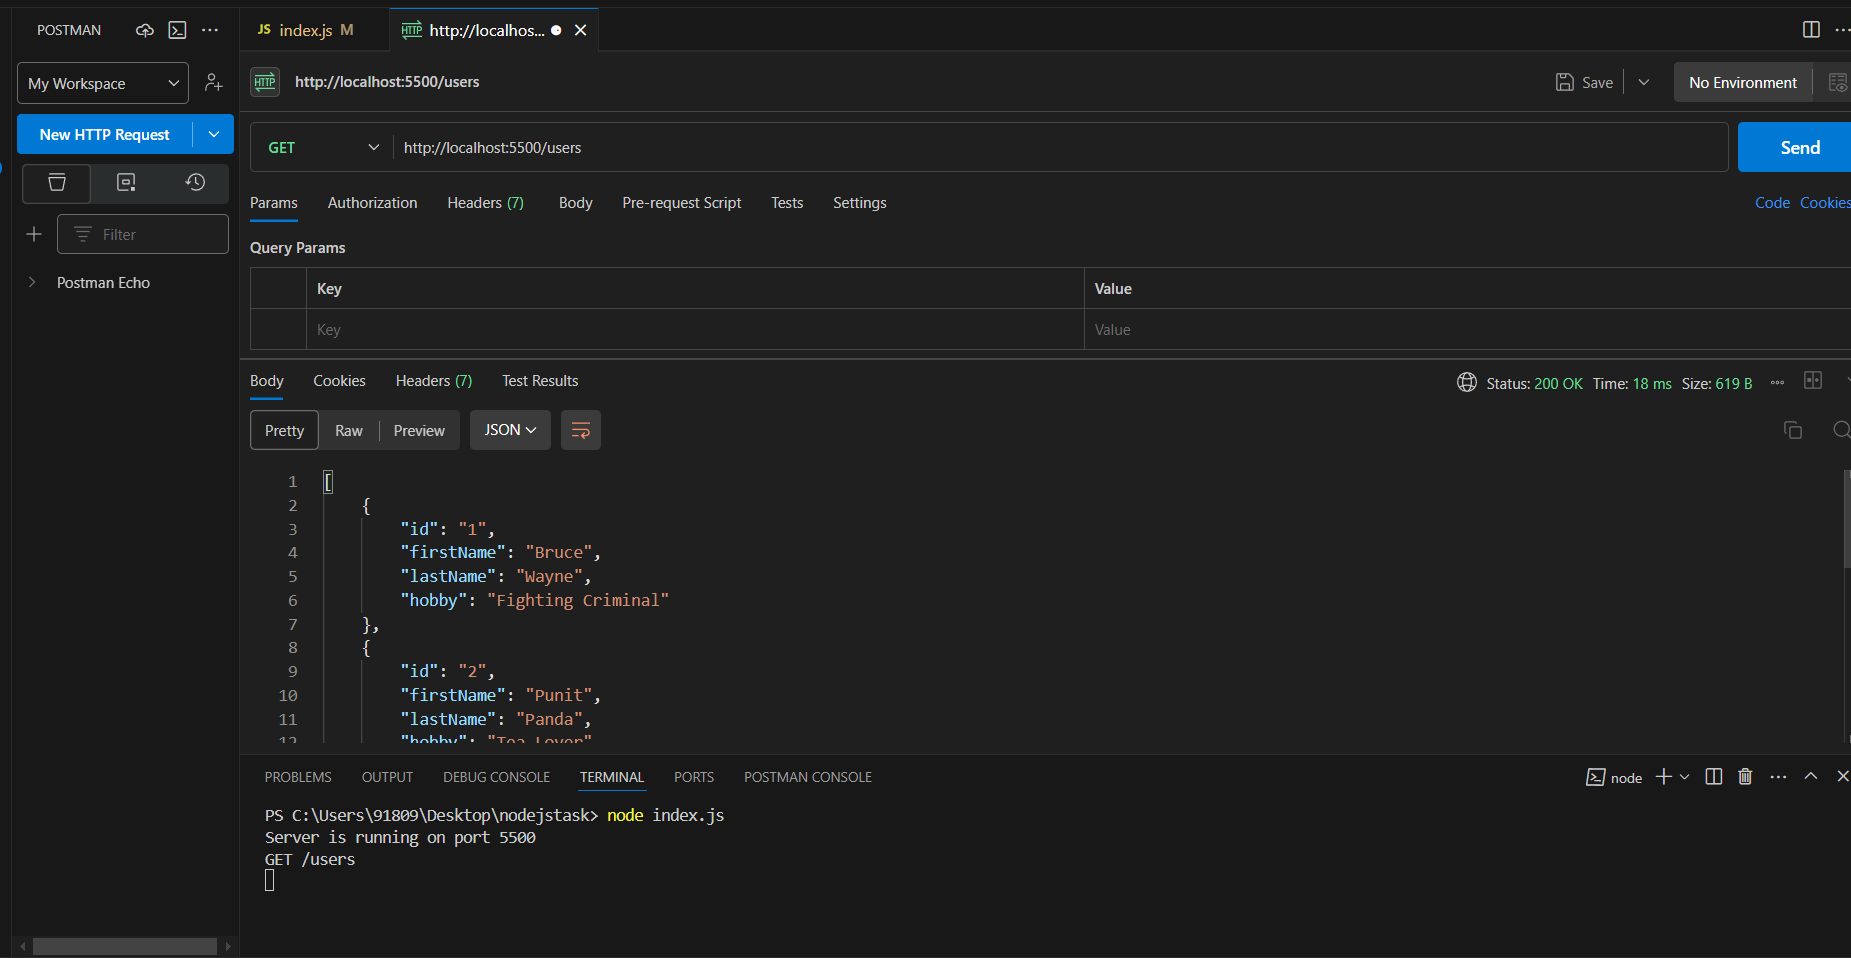 POSTMAN
JS index.js M
HTTP http://localhos...
My Workspace
HTTP http://localhost:5500/users
Save
No Environment
New HTTP Request
GET
http://localhost:5500/users
Send
Params Authorization Headers (7) Body Pre-request Script Tests Settings
Code Cookies
Filter
Query Params
Postman Echo
Key Value
Key Value
Body Cookies Headers (7) Test Results
Status: 200 OK Time: 18 ms Size: 619 B
Pretty Raw Preview JSON
1 [
2 {
3 "id": "1",
4 "firstName": "Bruce",
5 "lastName": "Wayne",
6 "hobby": "Fighting Criminal"
7 },
8 {
9 "id": "2",
10 "firstName": "Punit",
11 "lastName": "Panda",
12 "hobby": "Tea Lover"
PROBLEMS OUTPUT DEBUG CONSOLE TERMINAL PORTS POSTMAN CONSOLE
node
PS C:\Users\91809\Desktop\nodejstask> node index.js
Server is running on port 5500
GET /users